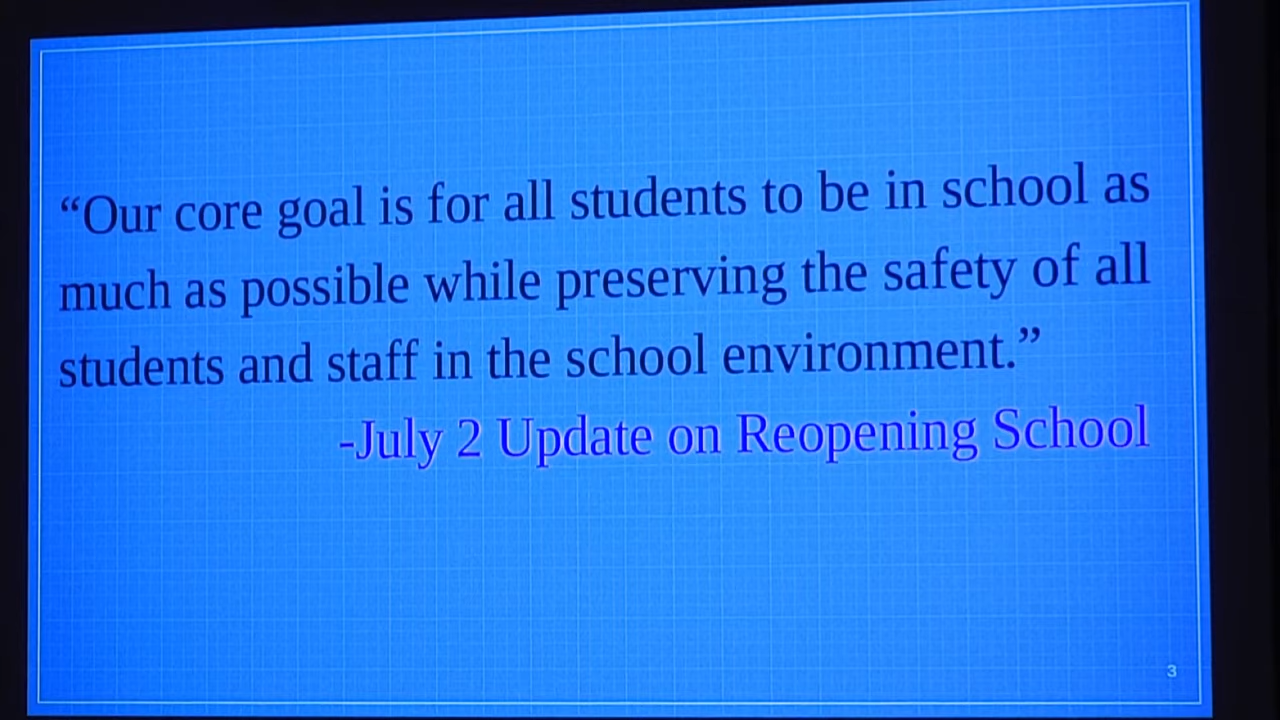 “Our core goal is for all students to be in school as
much as possible while preserving the safety of all
students and staff in the school environment.”
-July 2 Update on Reopening School
3